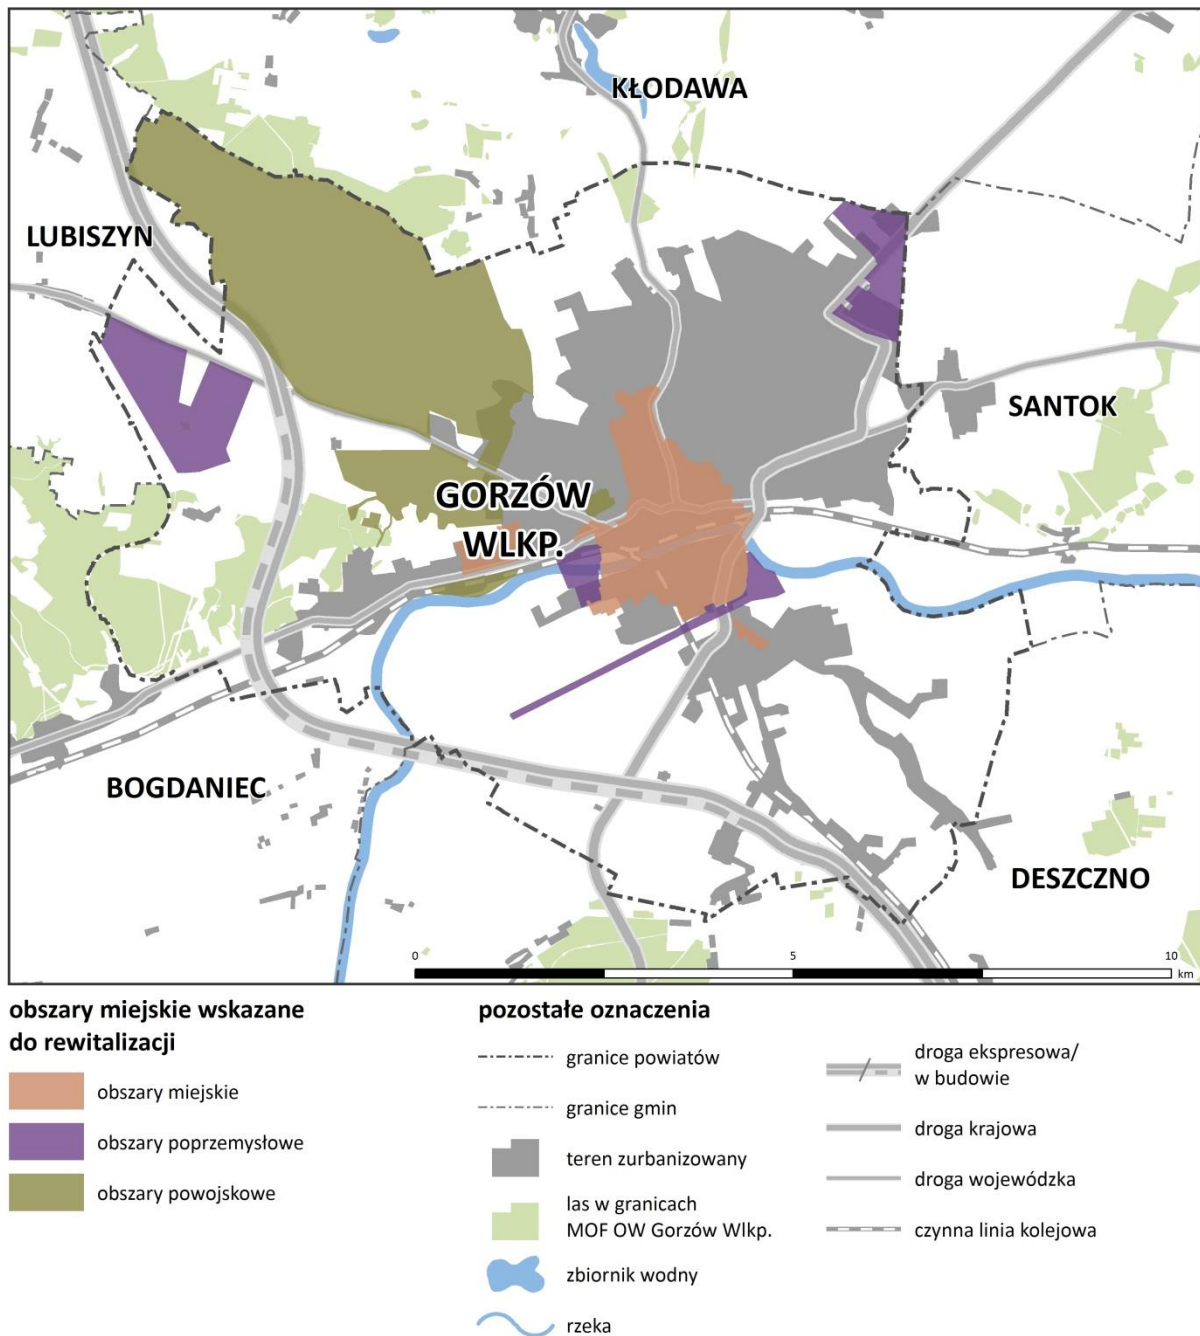 KŁODAWA
LUBISZYN
SANTOK
GORZÓW
WLKP.
BOGDANIEC
DESZCZNO
0 5 10
km
obszary miejskie wskazane
do rewitalizacji
obszary miejskie
obszary poprzemysłowe
obszary powojskowe
pozostałe oznaczenia
granice powiatów
granice gmin
teren zurbanizowany
las w granicach
MOF OW Gorzów Wlkp.
zbiornik wodny
rzeka
droga ekspresowa/
w budowie
droga krajowa
droga wojewódzka
czynna linia kolejowa